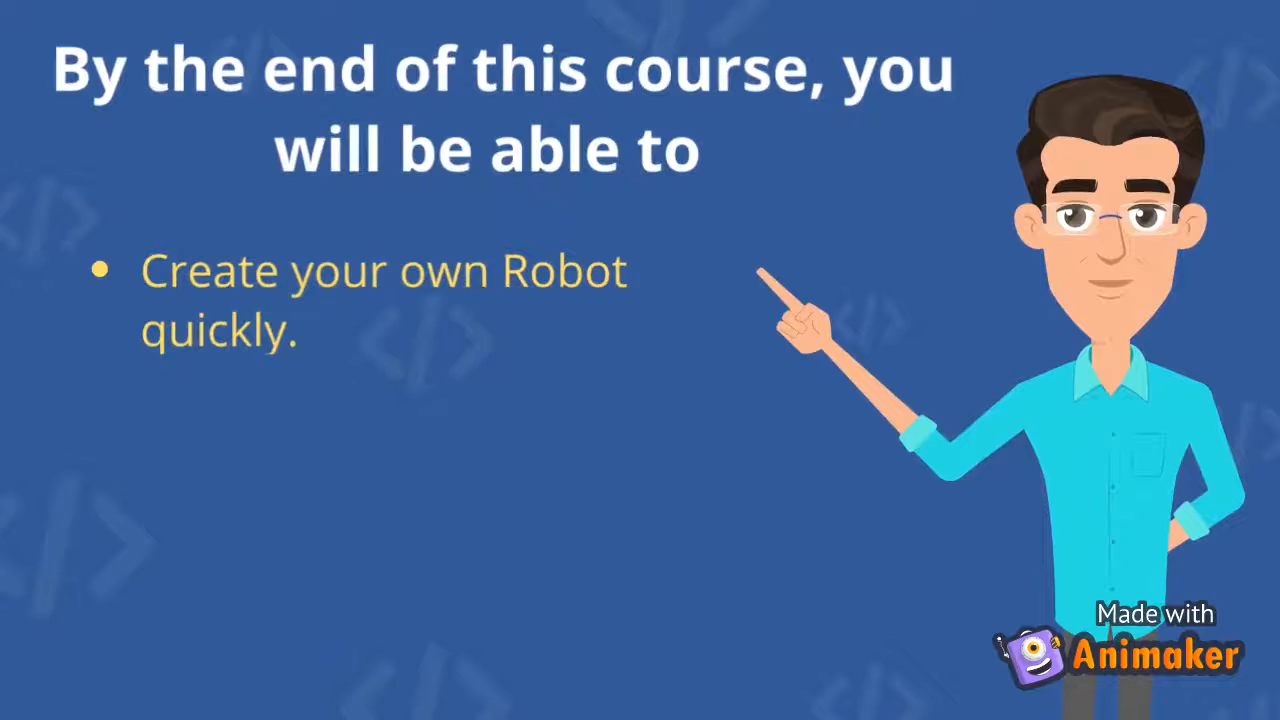 By the end of this course, you
will be able to
• Create your own Robot
quickly.
Made with
Animaker